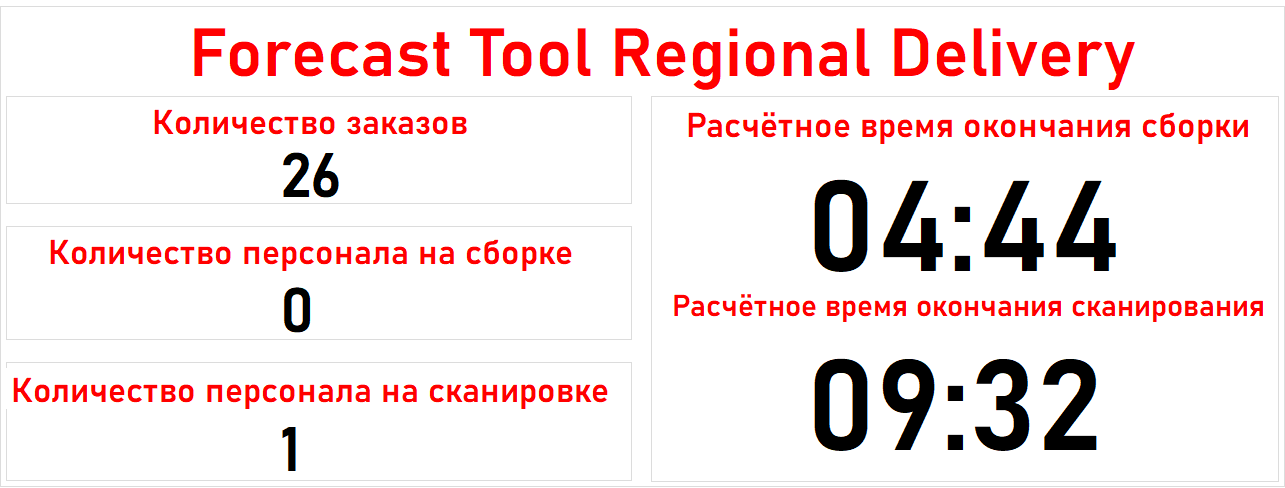 Forecast Tool Regional Delivery
Количество заказов
26
Количество персонала на сборке
0
Количество персонала на сканировке
1
Расчётное время окончания сборки
04:44
Расчётное время окончания сканирования
09:32